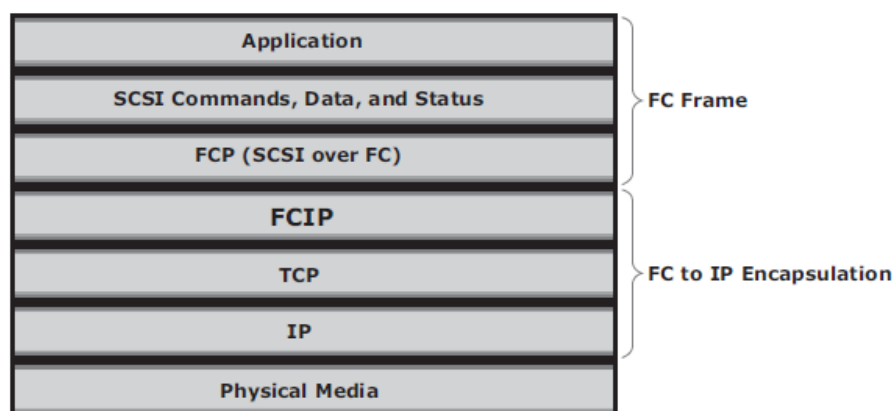 Application
SCSI Commands, Data, and Status
FC Frame
FCP (SCSI over FC)
FCIP
TCP
FC to IP Encapsulation
IP
Physical Media